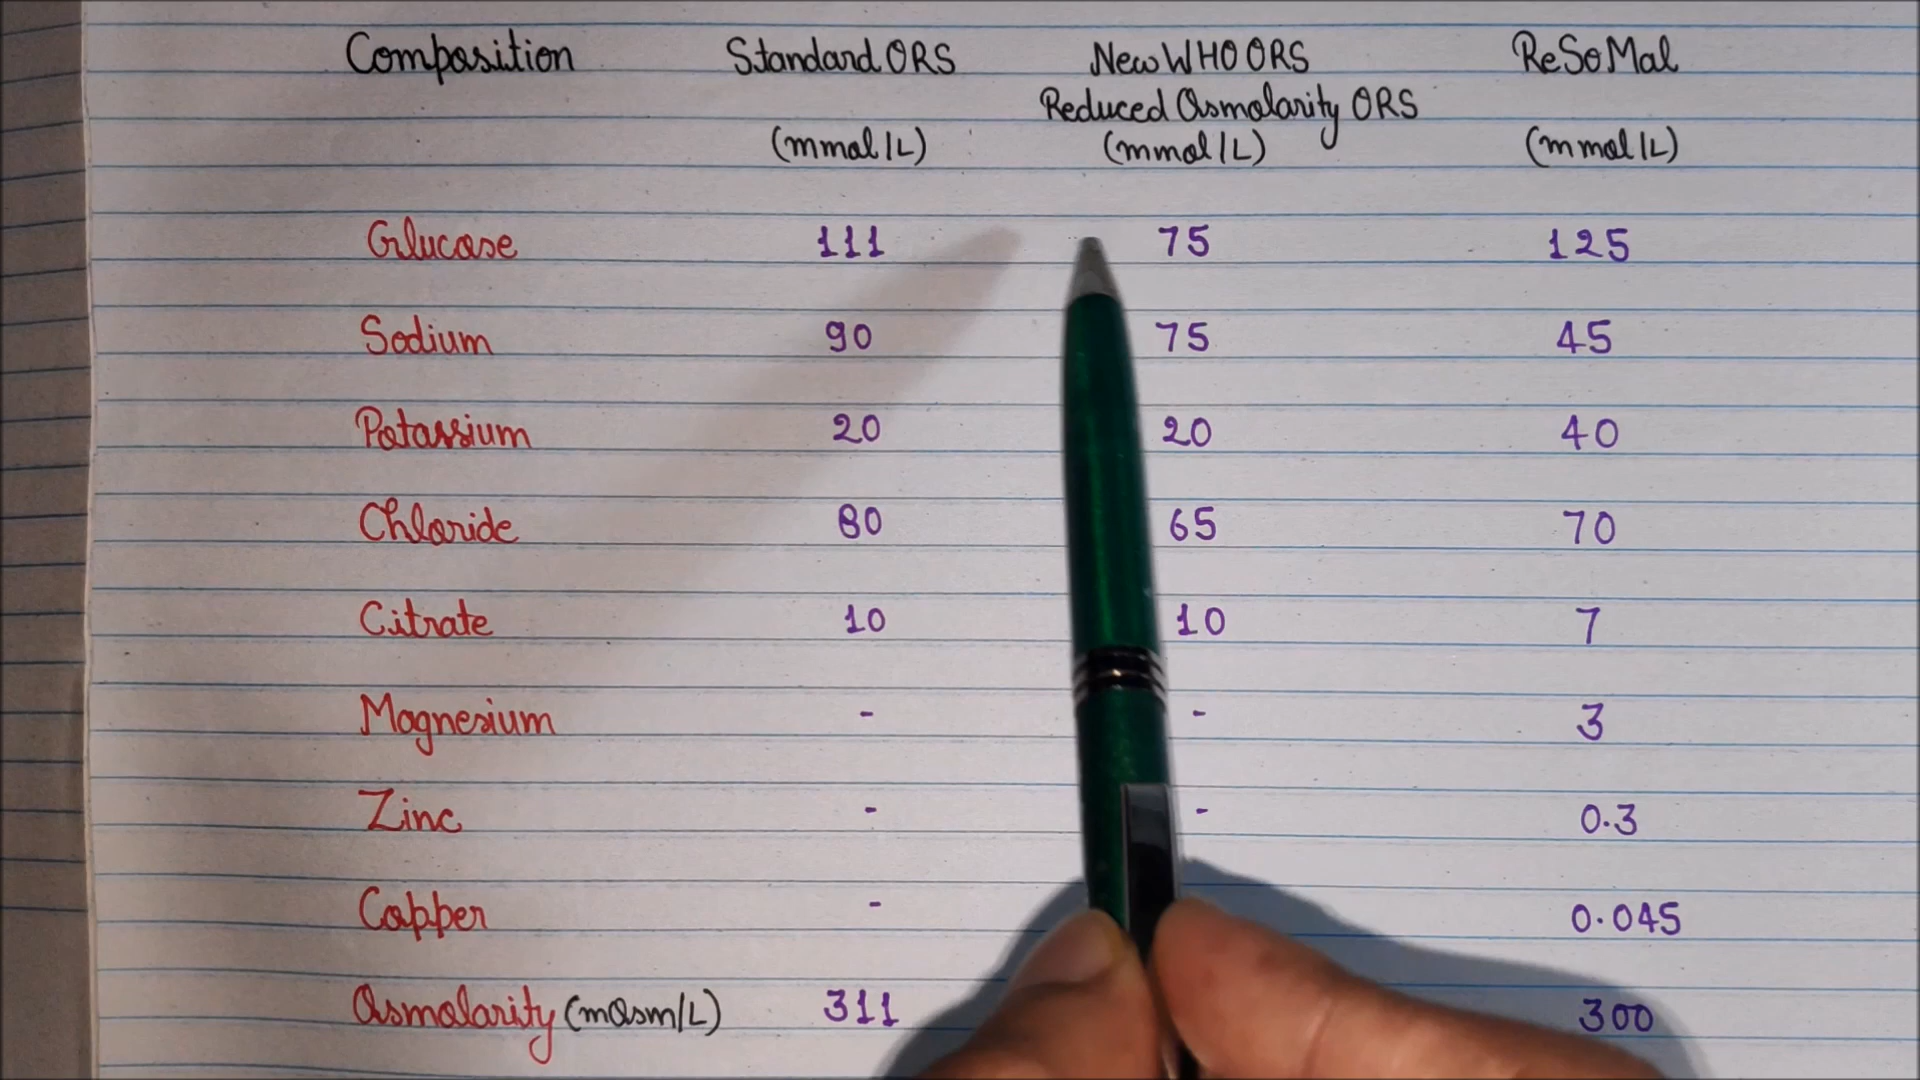 Composition Standard ORS New WHO ORS ReSoMal
Reduced Osmolarity ORS
(mmol/L) (mmol/L) (mmol/L)
Glucose 111 75 125
Sodium 90 75 45
Potassium 20 20 40
Chloride 80 65 70
Citrate 10 10 7
Magnesium - - 3
Zinc - - 0.3
Copper - 0.045
Osmolarity (mOsm/L) 311 300